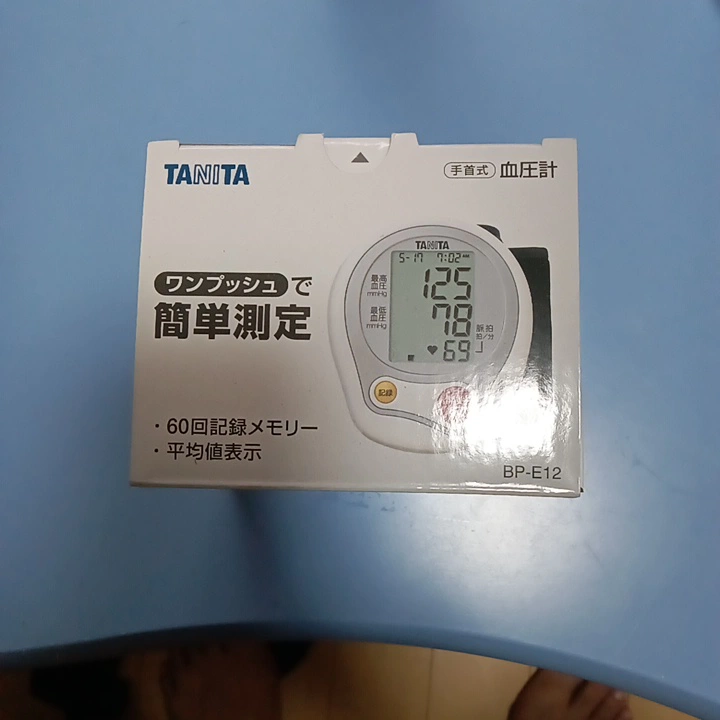 TANITA
手首式 血圧計
ワンプッシュで
簡単測定
・60回記録メモリー
・平均値表示
TANITA
5-17 7:02 AM
最高血圧 mmHg 125
最低血圧 mmHg 78
脈拍 拍/分 69
記録
BP-E12